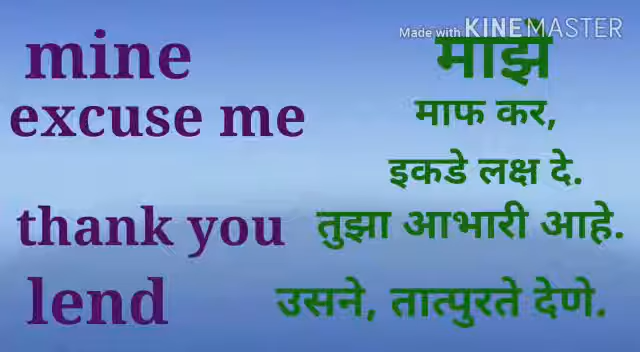 Made with KINEMASTER
mine माझे
excuse me माफ कर,
इकडे लक्ष दे.
thank you तुझा आभारी आहे.
lend उसने, तात्पुरते देणे.